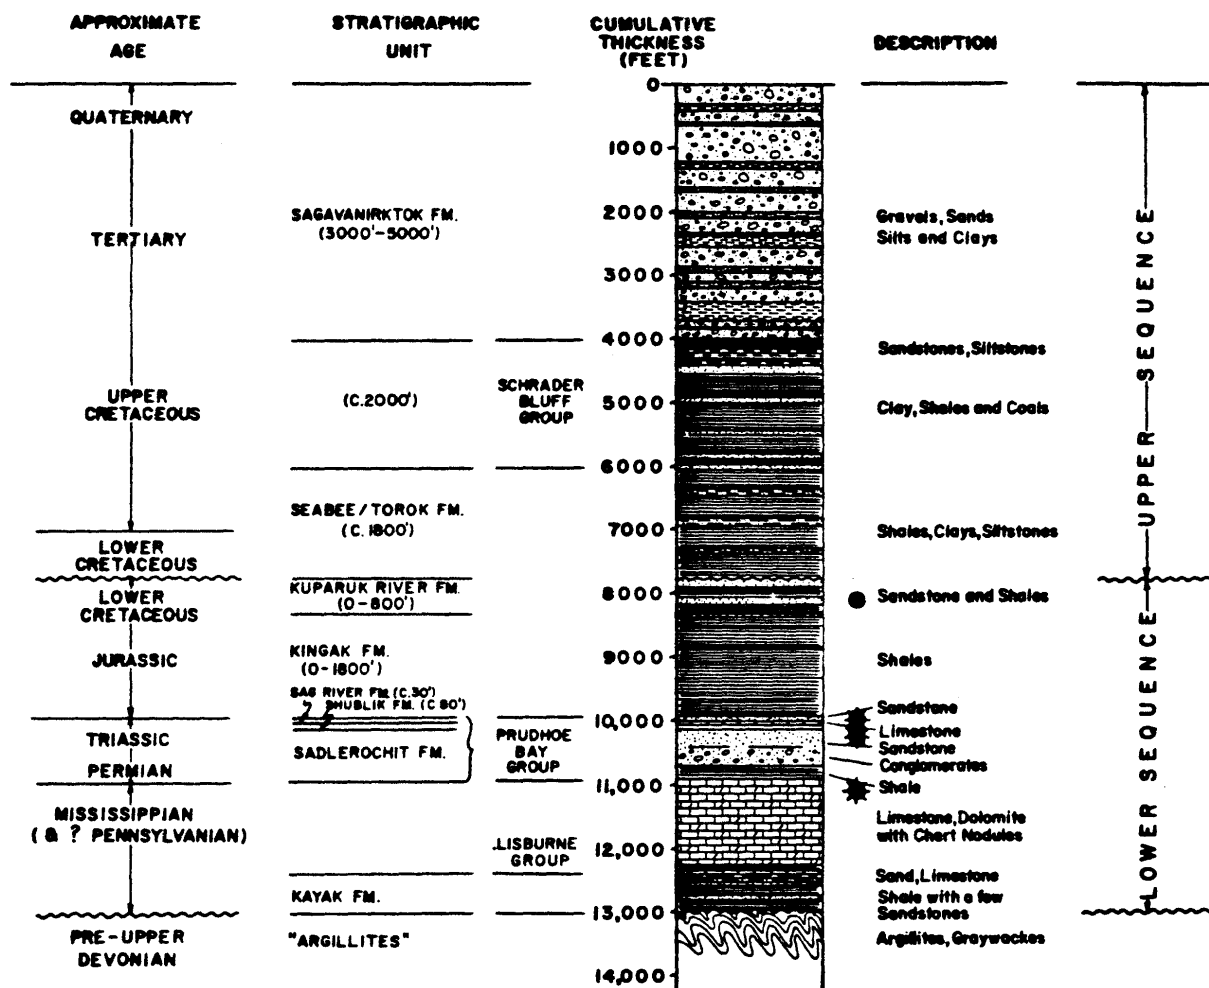 APPROXIMATE
AGE
STRATIGRAPHIC
UNIT
CUMULATIVE
THICKNESS
(FEET)
DESCRIPTION
0
QUATERNARY
1000
SAGAVANIRKTOK FM.
(3000'-5000')
2000
Gravels, Sands
Silts and Clays
TERTIARY
3000
4000
Sandstones, Siltstones
UPPER
CRETACEOUS
(C.2000')
SCHRADER
BLUFF
GROUP
5000
Clay, Shales and Coals
6000
SEABEE/TOROK FM.
(C. 1800')
7000
Shales, Clays, Siltstones
UPPER SEQUENCE
LOWER
CRETACEOUS
LOWER
CRETACEOUS
KUPARUK RIVER FM.
(0-800')
8000
Sandstone and Shales
JURASSIC
KINGAK FM.
(0-1800')
9000
Shales
SAG RIVER FM. (C.30')
SHUBLIK FM. (C 80')
Sandstone
10,000
Limestone
TRIASSIC
SADLEROCHIT FM.
PRUDHOE
BAY
GROUP
Sandstone
Conglomerates
PERMIAN
11,000
Shale
MISSISSIPPIAN
(& ? PENNSYLVANIAN)
Limestone, Dolomite
with Chert Nodules
.LISBURNE
GROUP
12,000
Sand, Limestone
KAYAK FM.
Shale with a few
Sandstones
13,000
LOWER SEQUENCE
PRE-UPPER
DEVONIAN
"ARGILLITES"
Argillites, Graywackes
14,000